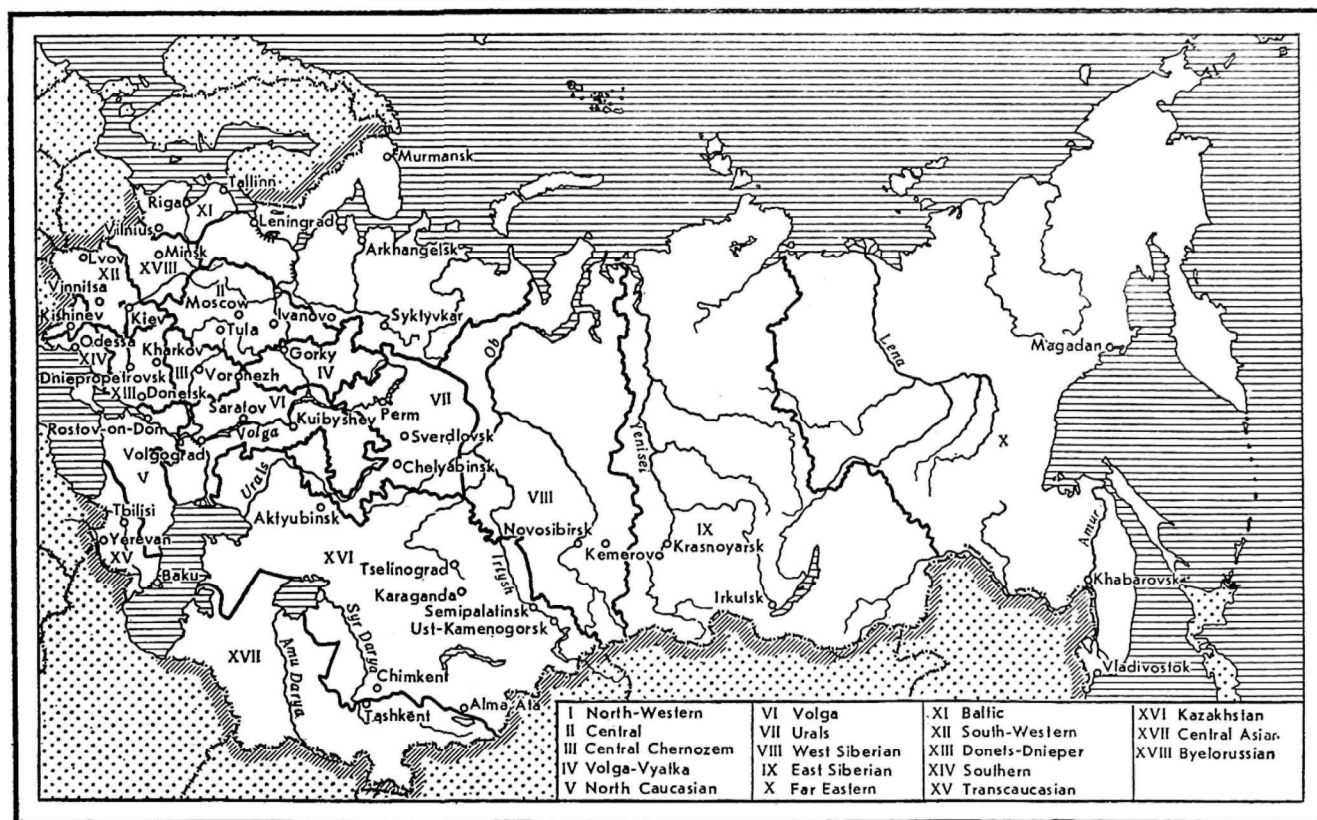 Murmansk
Tallinn
Riga
XI
Leningrad
Vilnius
Arkhangelsk
Minsk
XVIII
Lvov
XII
II
Vinnitsa
Moscow
Ivanovo
Syktyvkar
Kishinev
Kiev
Tula
Ob
Lena
Magadan
Odessa
XIV
Kharkov
Gorky
IV
III
Voronezh
Dniepropetrovsk
XIII
Donetsk
VII
Saratov
VI
Perm
Kuibyshev
Rostov-on-Don
Volga
Sverdlovsk
Yenisei
X
Volgograd
V
Chelyabinsk
Urals
VIII
Tbilisi
Aktyubinsk
Novosibirsk
IX
Amur
Yerevan
XV
XVI
Kemerovo
Krasnoyarsk
Tselinograd
Irtysh
Baku
Khabarovsk
Karaganda
Irkutsk
Semipalatinsk
Ust-Kamenogorsk
Syr Darya
XVII
Amu Darya
Chimkent
Vladivostok
Tashkent
Alma Ata
I North-Western
II Central
III Central Chernozem
IV Volga-Vyatka
V North Caucasian
VI Volga
VII Urals
VIII West Siberian
IX East Siberian
X Far Eastern
XI Baltic
XII South-Western
XIII Donets-Dnieper
XIV Southern
XV Transcaucasian
XVI Kazakhstan
XVII Central Asian
XVIII Byelorussian